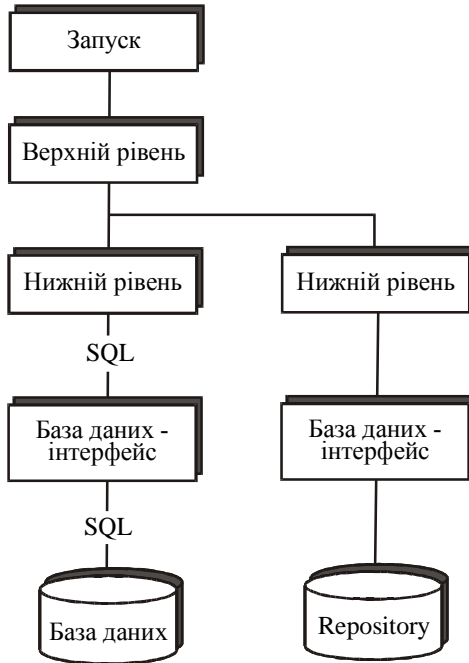 Запуск
Верхній рівень
Нижній рівень
Нижній рівень
SQL
База даних -
інтерфейс
База даних -
інтерфейс
SQL
База даних
Repository